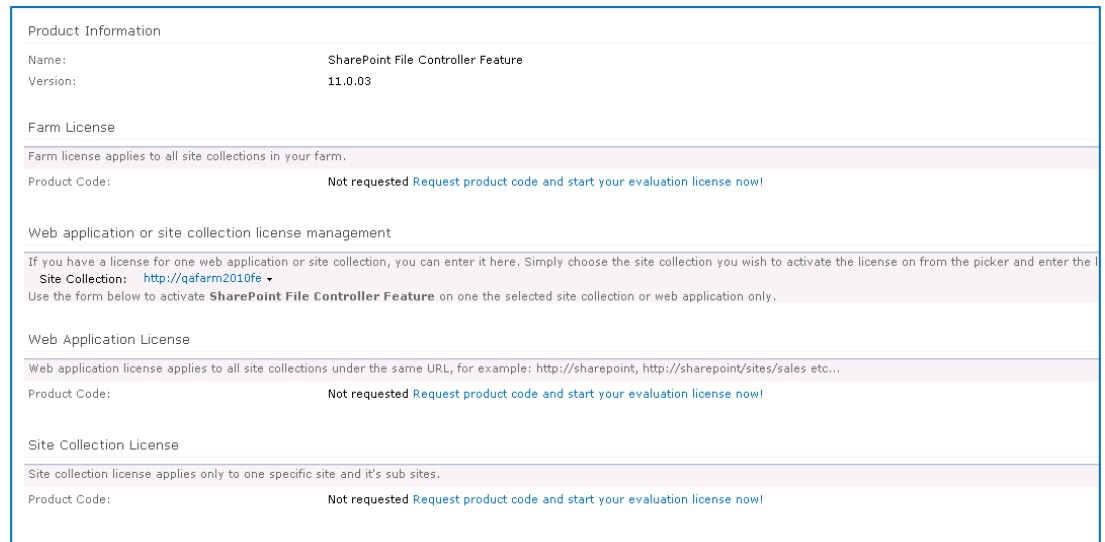 Product Information
Name: SharePoint File Controller Feature
Version: 11.0.03
Farm License
Farm license applies to all site collections in your farm.
Product Code: Not requested Request product code and start your evaluation license now!
Web application or site collection license management
If you have a license for one web application or site collection, you can enter it here. Simply choose the site collection you wish to activate the license on from the picker and enter the l
Site Collection: http://qafarm2010fe
Use the form below to activate SharePoint File Controller Feature on one the selected site collection or web application only.
Web Application License
Web application license applies to all site collections under the same URL, for example: http://sharepoint, http://sharepoint/sites/sales etc...
Product Code: Not requested Request product code and start your evaluation license now!
Site Collection License
Site collection license applies only to one specific site and it's sub sites.
Product Code: Not requested Request product code and start your evaluation license now!